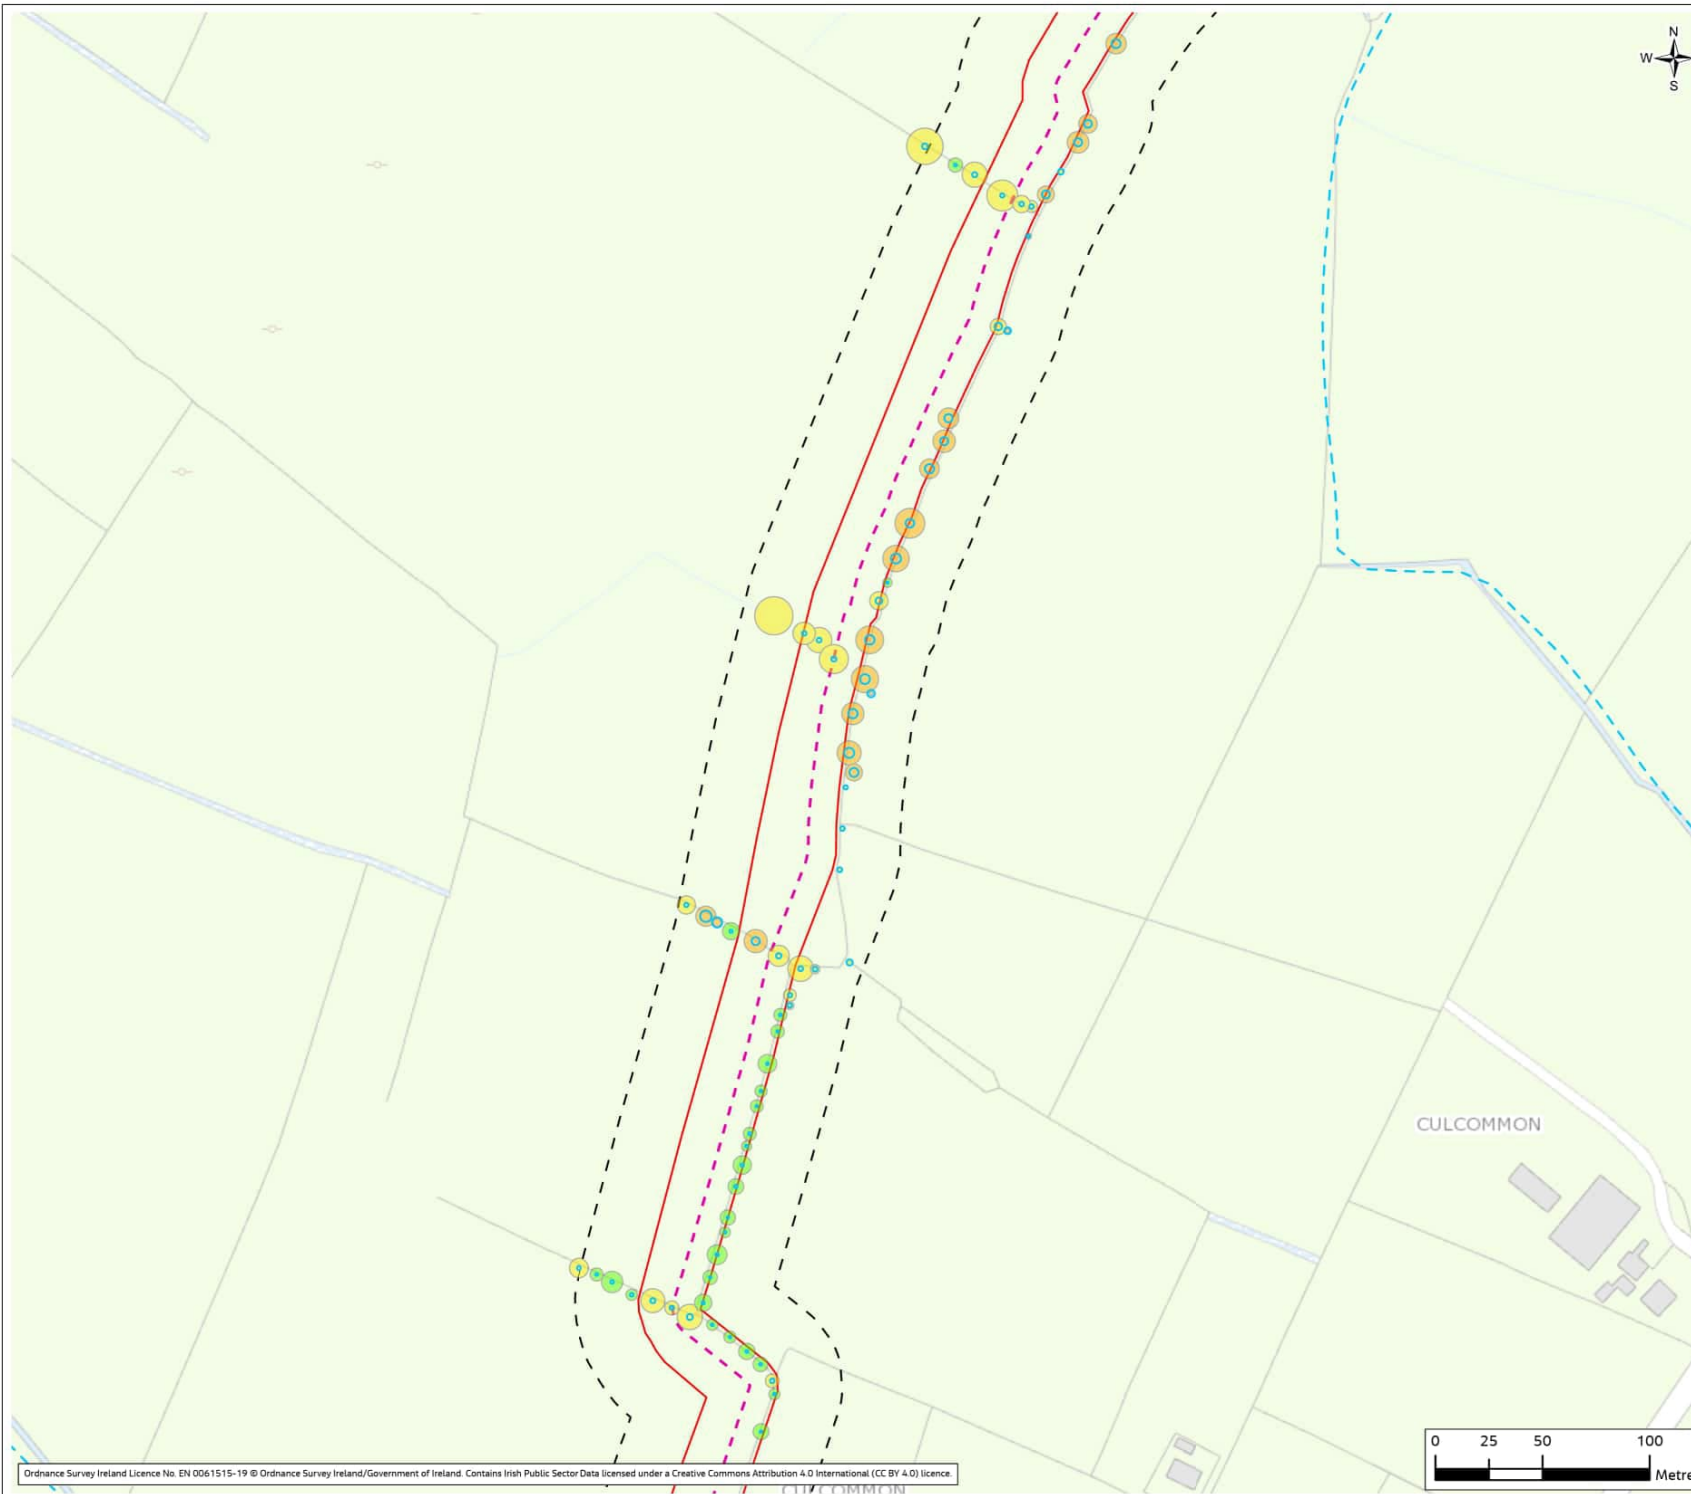 N
W
S
CULCOMMON
0 25 50 100
Metre
Ordnance Survey Ireland Licence No. EN 0061515-19 © Ordnance Survey Ireland/Government of Ireland. Contains Irish Public Sector Data licensed under a Creative Commons Attribution 4.0 International (CC BY 4.0) licence.
CULCOMMON